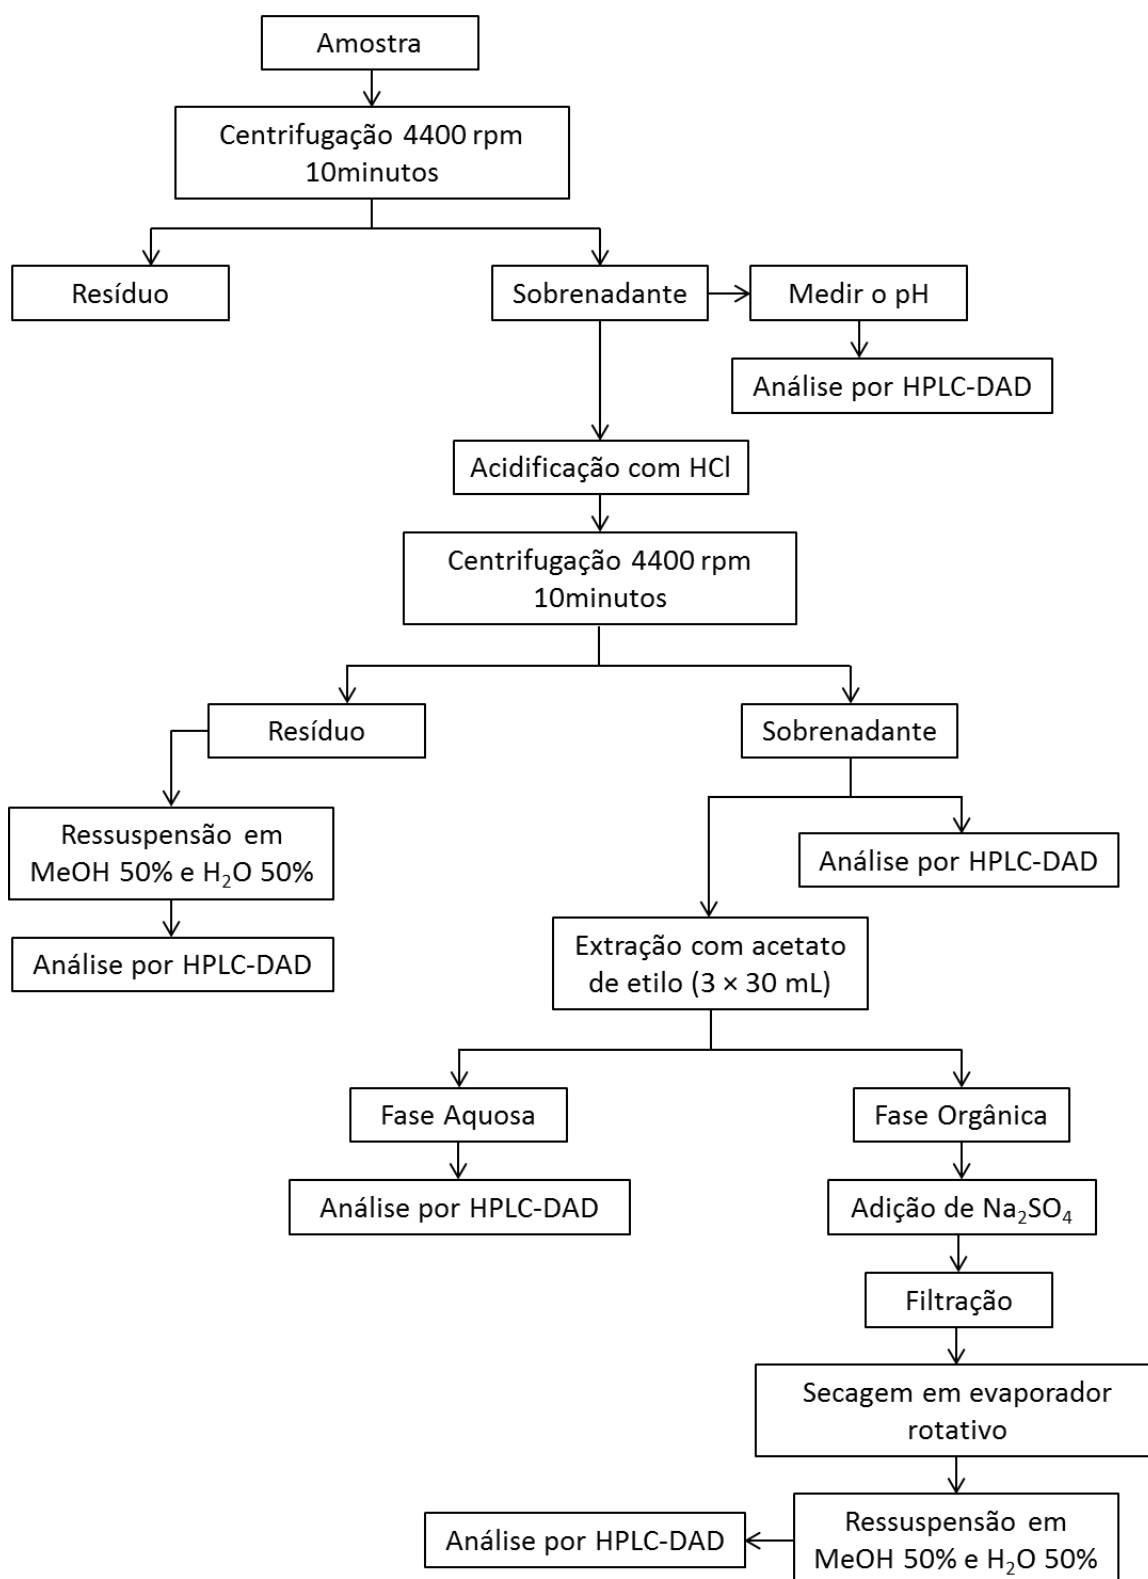 Amostra
Centrifugação 4400 rpm
10minutos
Resíduo
Sobrenadante
Medir o pH
Análise por HPLC-DAD
Acidificação com HCl
Centrifugação 4400 rpm
10minutos
Resíduo
Sobrenadante
Ressuspensão em
MeOH 50% e H₂O 50%
Análise por HPLC-DAD
Análise por HPLC-DAD
Extração com acetato
de etilo (3 × 30 mL)
Fase Aquosa
Fase Orgânica
Análise por HPLC-DAD
Adição de Na₂SO₄
Filtração
Secagem em evaporador
rotativo
Ressuspensão em
MeOH 50% e H₂O 50%
Análise por HPLC-DAD